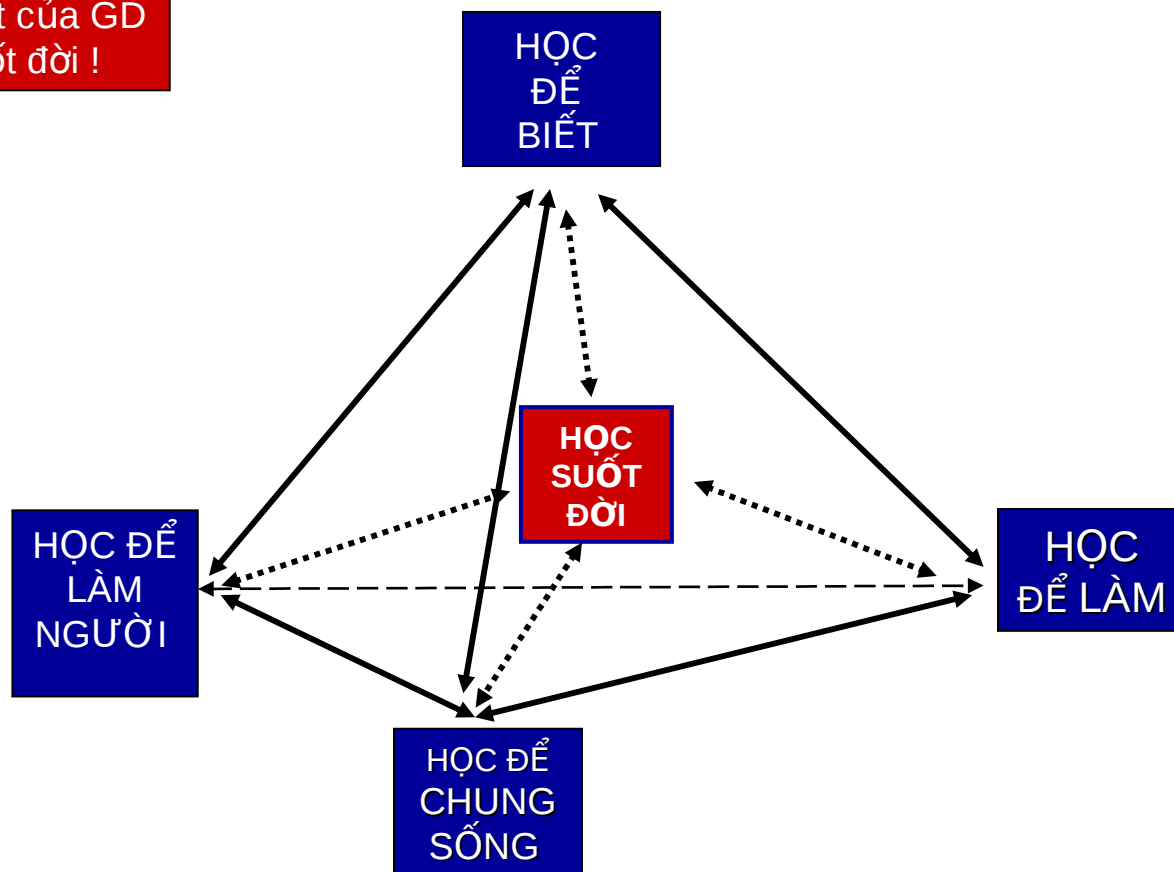 của GD
đời !
HỌC
ĐỂ
BIẾT
HỌC
SUỐT
ĐỜI
HỌC ĐỂ
LÀM
NGƯỜI
HỌC
ĐỂ LÀM
HỌC ĐỂ
CHUNG
SỐNG